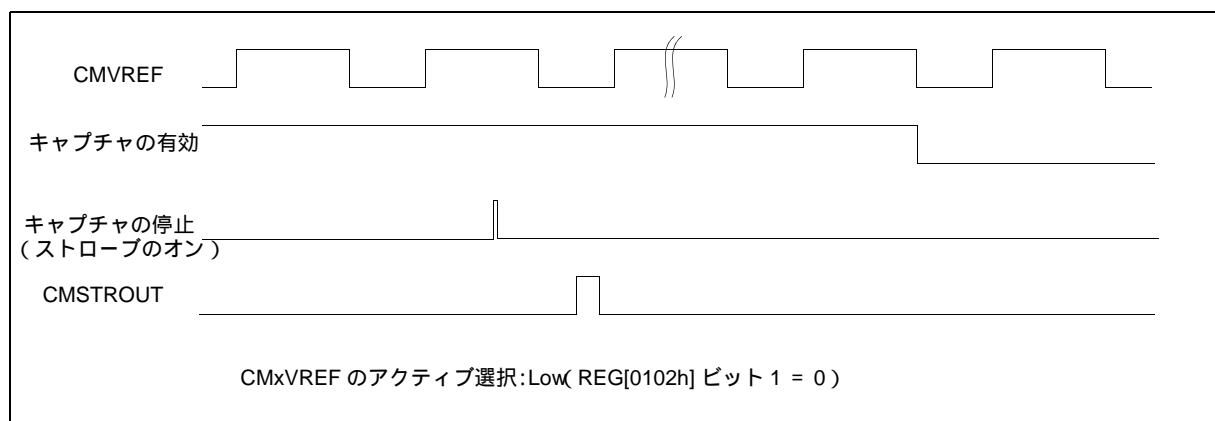 CMVREF
キャプチャの有効
キャプチャの停止
(ストローブのオン)
CMSTROUT
CMxVREF のアクティブ選択:Low( REG[0102h] ビット 1 = 0 )